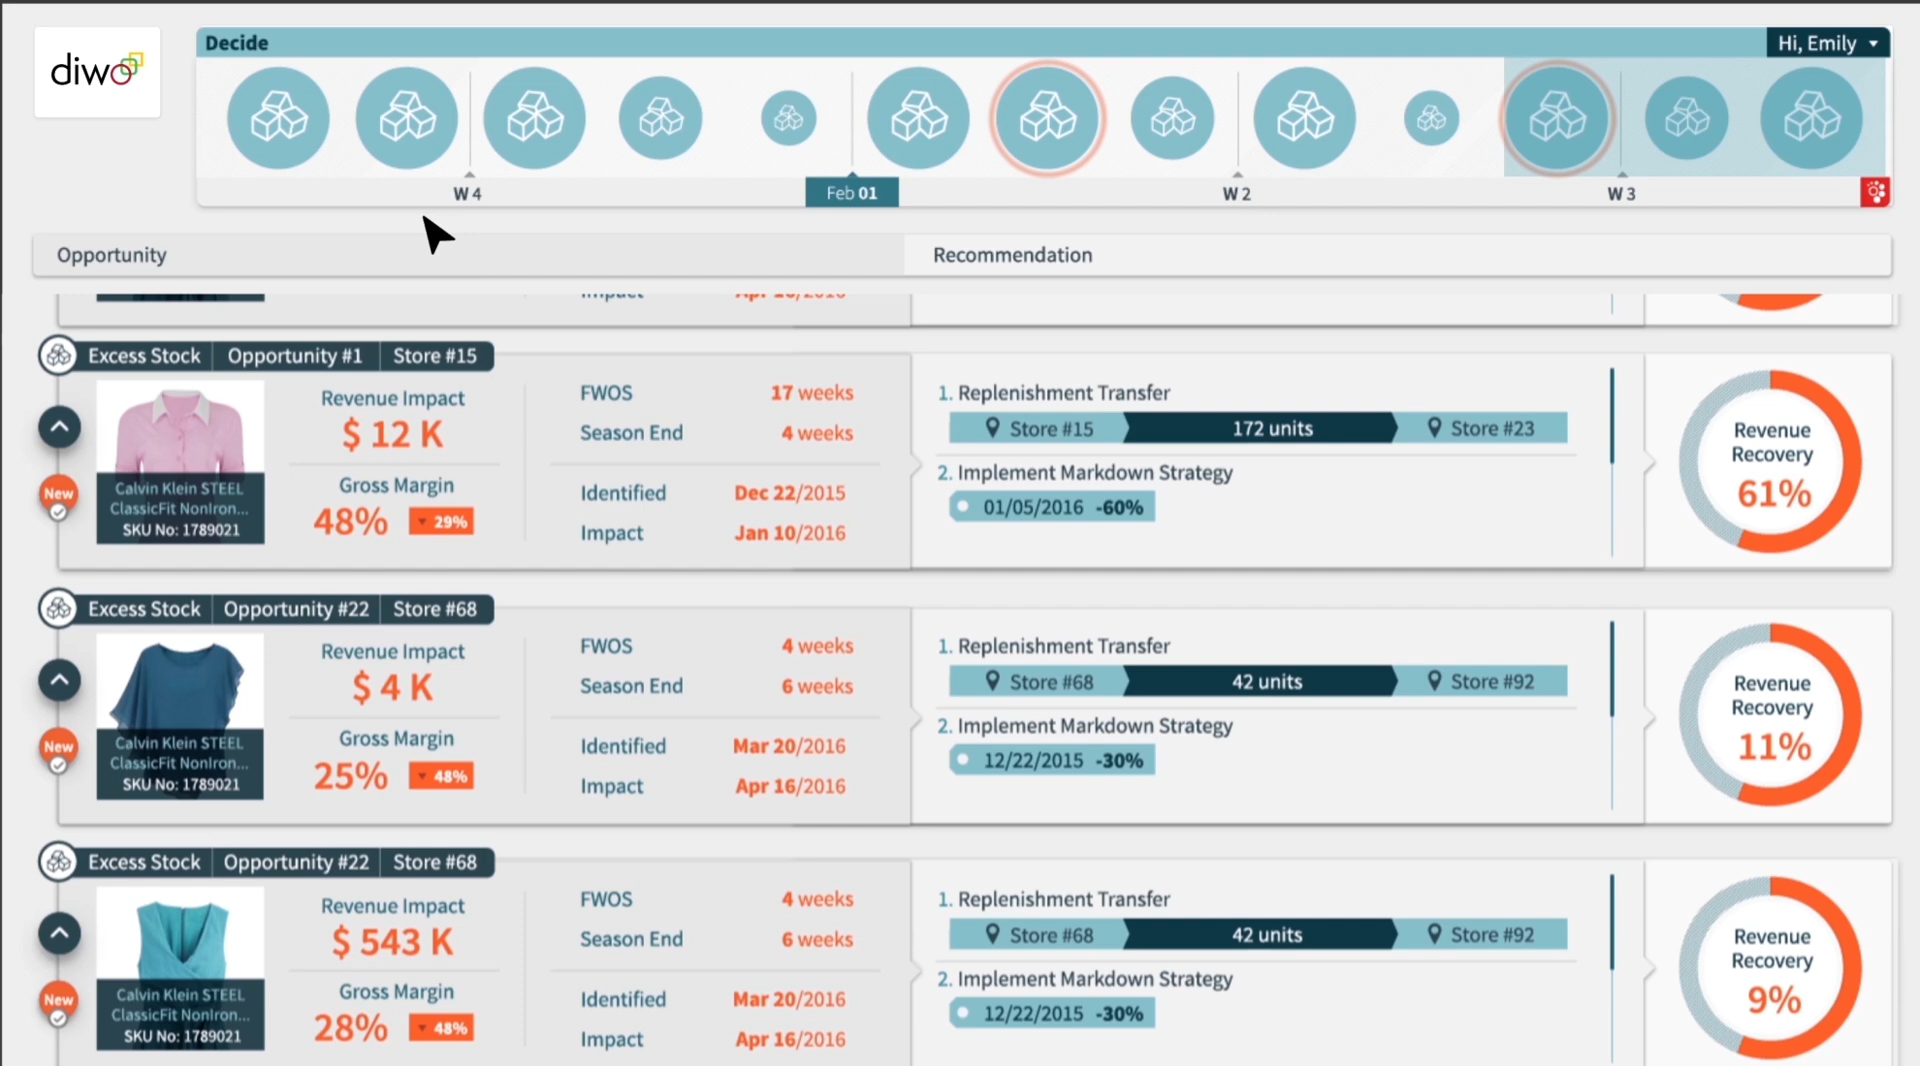 diwo
Decide
Hi, Emily
W 4
Feb 01
W 2
W 3
Opportunity
Recommendation
Impact
Apr 16/2016
Excess Stock
Opportunity #1
Store #15
New
Calvin Klein STEEL
ClassicFit NonIron...
SKU No: 1789021
Revenue Impact
$ 12 K
Gross Margin
48%
29%
FWOS
17 weeks
Season End
4 weeks
Identified
Dec 22/2015
Impact
Jan 10/2016
1. Replenishment Transfer
Store #15
172 units
Store #23
2. Implement Markdown Strategy
01/05/2016 -60%
Revenue
Recovery
61%
Excess Stock
Opportunity #22
Store #68
New
Calvin Klein STEEL
ClassicFit NonIron...
SKU No: 1789021
Revenue Impact
$ 4 K
Gross Margin
25%
48%
FWOS
4 weeks
Season End
6 weeks
Identified
Mar 20/2016
Impact
Apr 16/2016
1. Replenishment Transfer
Store #68
42 units
Store #92
2. Implement Markdown Strategy
12/22/2015 -30%
Revenue
Recovery
11%
Excess Stock
Opportunity #22
Store #68
New
Calvin Klein STEEL
ClassicFit NonIron...
SKU No: 1789021
Revenue Impact
$ 543 K
Gross Margin
28%
48%
FWOS
4 weeks
Season End
6 weeks
Identified
Mar 20/2016
Impact
Apr 16/2016
1. Replenishment Transfer
Store #68
42 units
Store #92
2. Implement Markdown Strategy
12/22/2015 -30%
Revenue
Recovery
9%